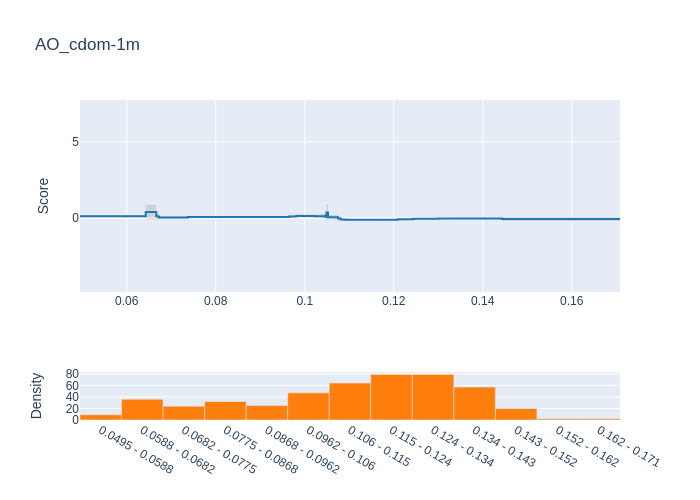 AO_cdom-1m
Score
5
0
0.06
0.08
0.1
0.12
0.14
0.16
Density
80
60
40
20
0
0.0495 - 0.0588
0.0588 - 0.0682
0.0682 - 0.0775
0.0775 - 0.0868
0.0868 - 0.0962
0.0962 - 0.106
0.106 - 0.115
0.115 - 0.124
0.124 - 0.134
0.134 - 0.143
0.143 - 0.152
0.152 - 0.162
0.162 - 0.171